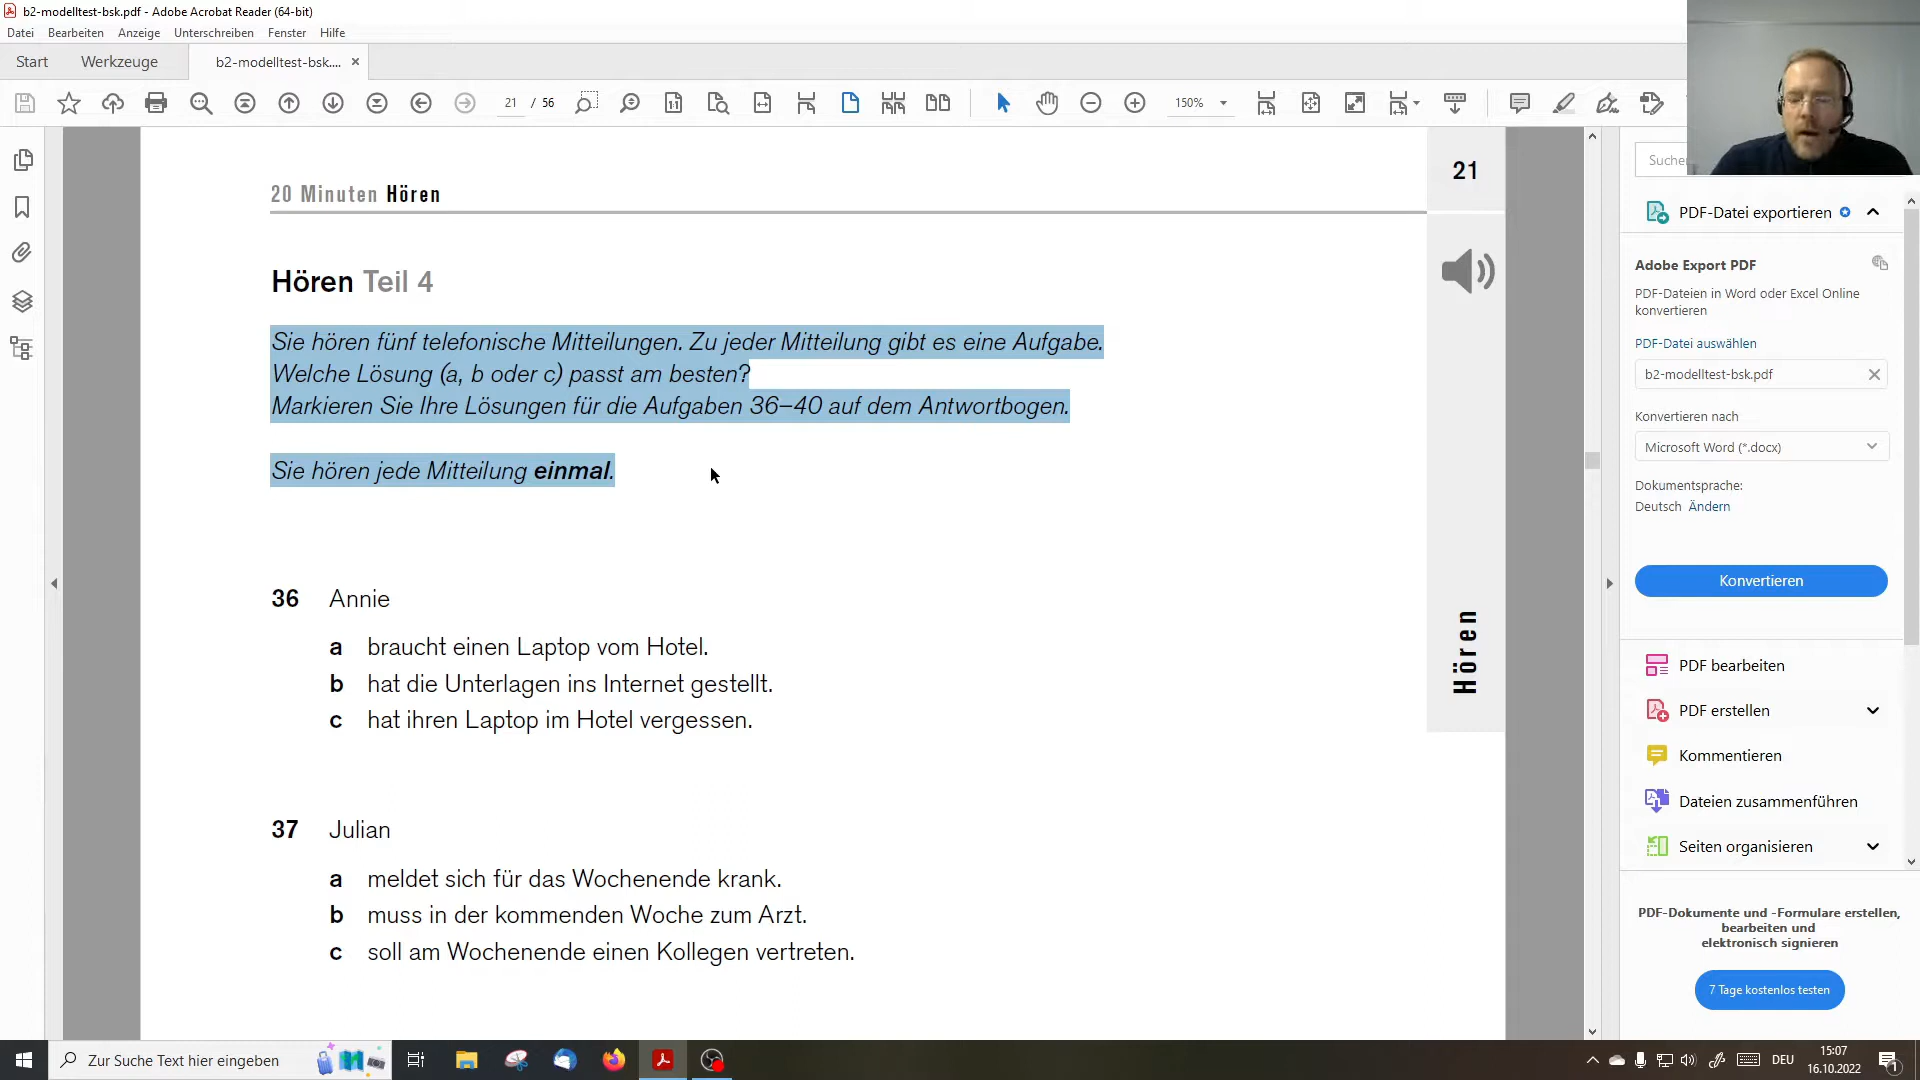 b2-modelltest-bsk.pdf - Adobe Acrobat Reader (64-bit)
Datei Bearbeiten Anzeige Unterschreiben Fenster Hilfe
Start Werkzeuge b2-modelltest-bsk....
21 / 56 150%
20 Minuten Hören
21
Hören Teil 4
Sie hören fünf telefonische Mitteilungen. Zu jeder Mitteilung gibt es eine Aufgabe.
Welche Lösung (a, b oder c) passt am besten?
Markieren Sie Ihre Lösungen für die Aufgaben 36–40 auf dem Antwortbogen.
Sie hören jede Mitteilung einmal.
36 Annie
a braucht einen Laptop vom Hotel.
b hat die Unterlagen ins Internet gestellt.
c hat ihren Laptop im Hotel vergessen.
37 Julian
a meldet sich für das Wochenende krank.
b muss in der kommenden Woche zum Arzt.
c soll am Wochenende einen Kollegen vertreten.
Hören
PDF-Datei exportieren
Adobe Export PDF
PDF-Dateien in Word oder Excel Online
konvertieren
PDF-Datei auswählen
b2-modelltest-bsk.pdf
Konvertieren nach
Microsoft Word (*.docx)
Dokumentsprache:
Deutsch Ändern
Konvertieren
PDF bearbeiten
PDF erstellen
Kommentieren
Dateien zusammenführen
Seiten organisieren
PDF-Dokumente und -Formulare erstellen,
bearbeiten und
elektronisch signieren
7 Tage kostenlos testen
Zur Suche Text hier eingeben
DEU
15:07
16.10.2022
1